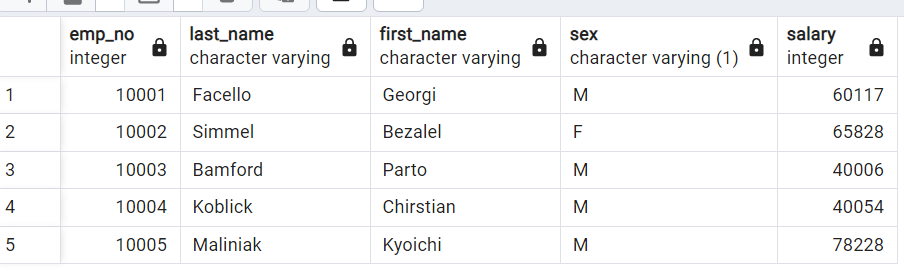 emp_no last_name first_name sex salary
integer character varying character varying character varying (1) integer
1 10001 Facello Georgi M 60117
2 10002 Simmel Bezalel F 65828
3 10003 Bamford Parto M 40006
4 10004 Koblick Chirstian M 40054
5 10005 Maliniak Kyoichi M 78228